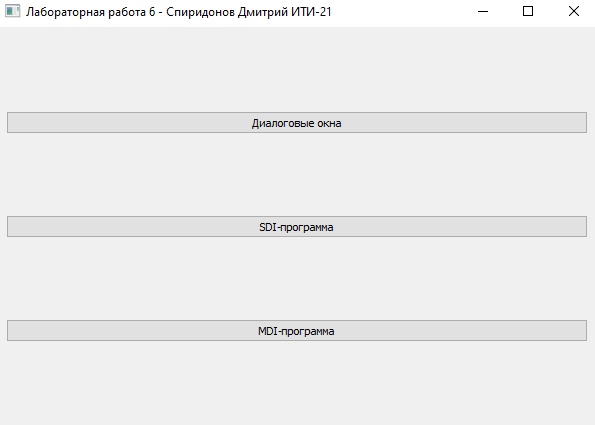 Лабораторная работа 6 - Спиридонов Дмитрий ИТИ-21
Диалоговые окна
SDI-программа
MDI-программа